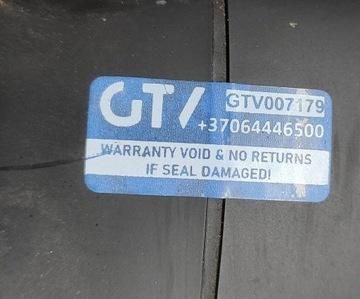 GTV GTV007179
+37064446500
WARRANTY VOID & NO RETURNS
IF SEAL DAMAGED!